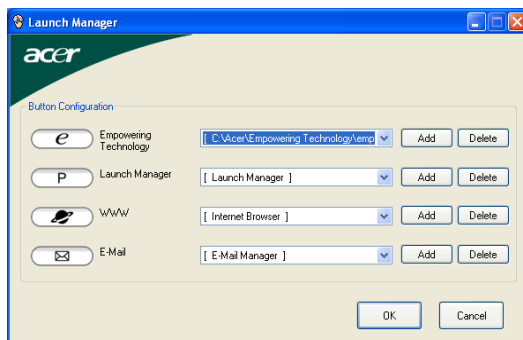 Launch Manager
acer
Button Configuration
e Empowering Technology [ C:\Acer\Empowering Technology\emp Add Delete
P Launch Manager [ Launch Manager ] Add Delete
WWW [ Internet Browser ] Add Delete
E-Mail [ E-Mail Manager ] Add Delete
OK Cancel